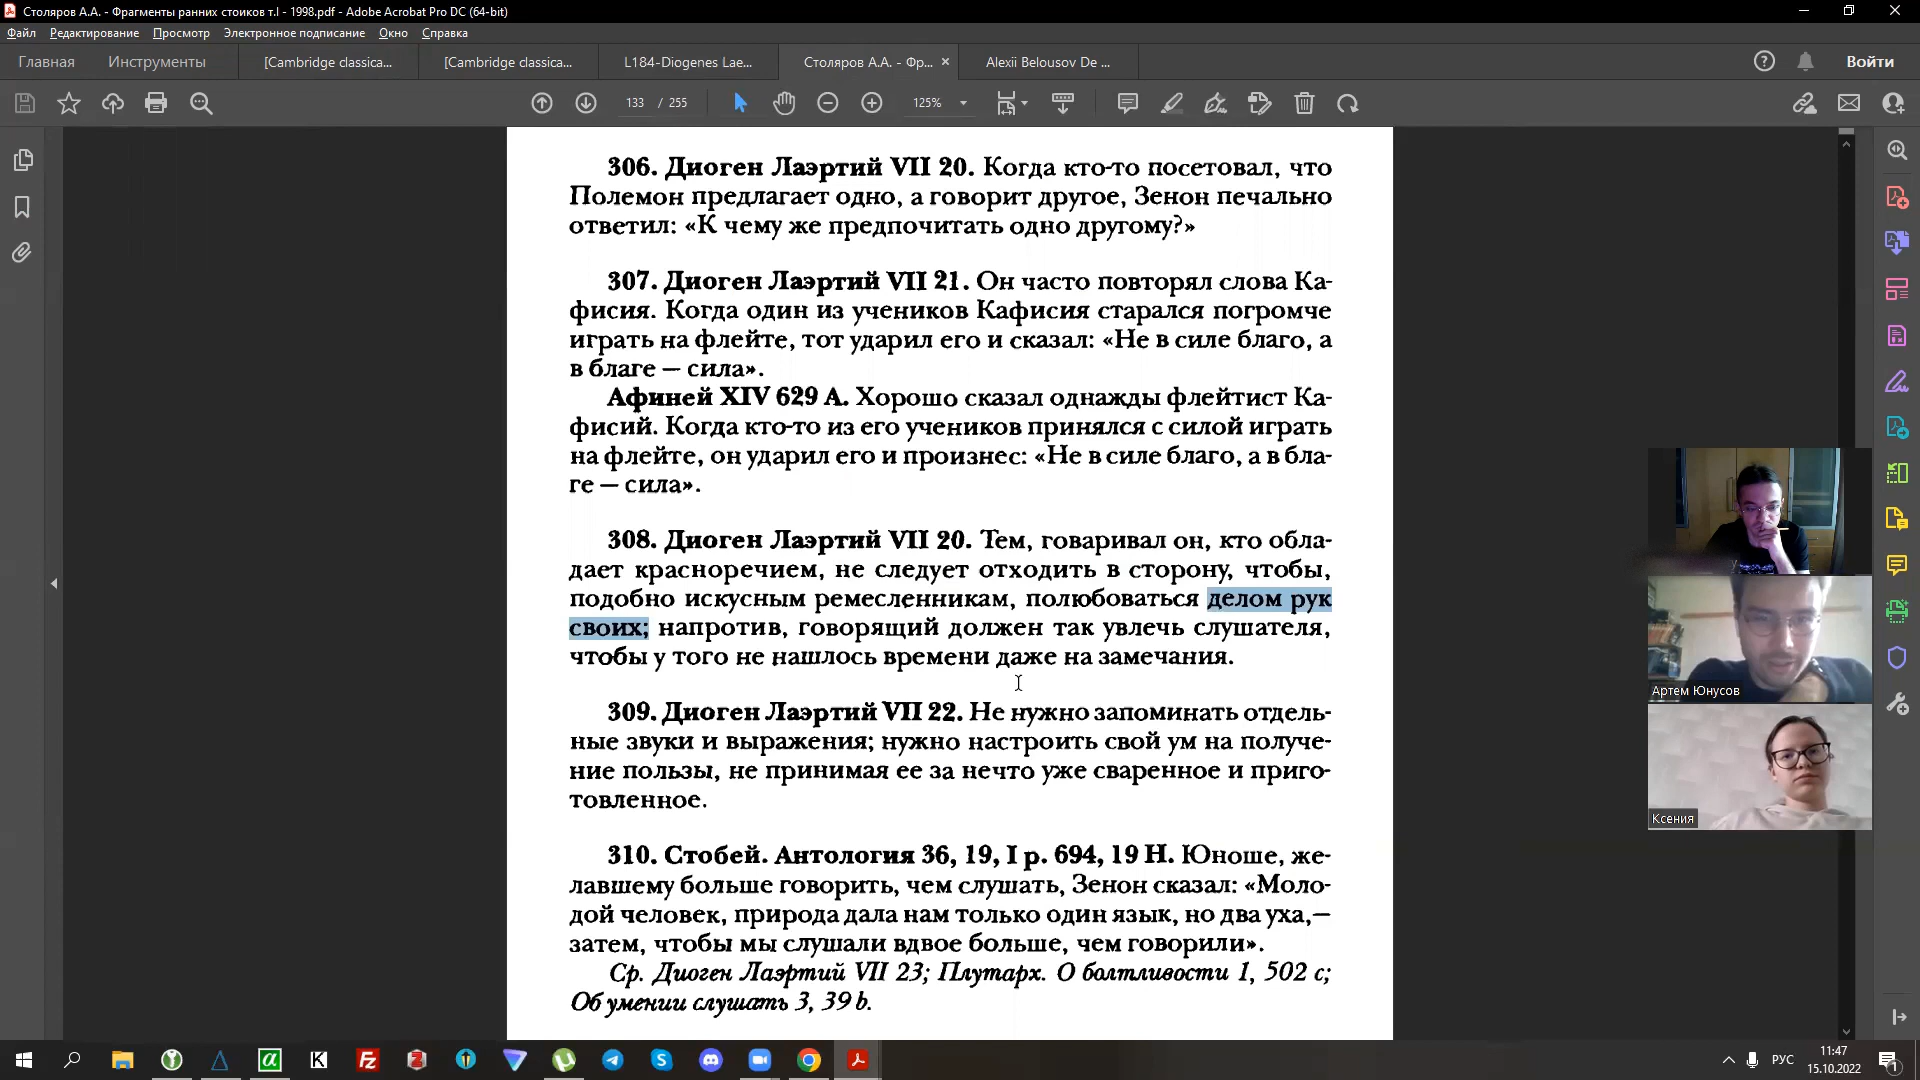 Столяров А.А. - Фрагменты ранних стоиков т.I - 1998.pdf - Adobe Acrobat Pro DC (64-bit)
Файл Редактирование Просмотр Электронное подписание Окно Справка
Главная Инструменты [Cambridge classica... [Cambridge classica... L184-Diogenes Lae... Столяров А.А. - Фр... Alexii Belousov De ... Войти
133 / 255 125%
306. Диоген Лаэртий VII 20. Когда кто-то посетовал, что
Полемон предлагает одно, а говорит другое, Зенон печально
ответил: «К чему же предпочитать одно другому?»
307. Диоген Лаэртий VII 21. Он часто повторял слова Ка-
фисия. Когда один из учеников Кафисия старался погромче
играть на флейте, тот ударил его и сказал: «Не в силе благо, а
в благе — сила».
Афиней XIV 629 А. Хорошо сказал однажды флейтист Ка-
фисий. Когда кто-то из его учеников принялся с силой играть
на флейте, он ударил его и произнес: «Не в силе благо, а в бла-
ге — сила».
308. Диоген Лаэртий VII 20. Тем, говаривал он, кто обла-
дает красноречием, не следует отходить в сторону, чтобы,
подобно искусным ремесленникам, полюбоваться делом рук
своих; напротив, говорящий должен так увлечь слушателя,
чтобы у того не нашлось времени даже на замечания.
309. Диоген Лаэртий VII 22. Не нужно запоминать отдель-
ные звуки и выражения; нужно настроить свой ум на получе-
ние пользы, не принимая ее за нечто уже сваренное и приго-
товленное.
310. Стобей. Антология 36, 19, I p. 694, 19 H. Юноше, же-
лавшему больше говорить, чем слушать, Зенон сказал: «Моло-
дой человек, природа дала нам только один язык, но два уха,—
затем, чтобы мы слушали вдвое больше, чем говорили».
Ср. Диоген Лаэртий VII 23; Плутарх. О болтливости 1, 502 c;
Об умении слушать 3, 39 b.
Артем Юнусов
Ксения
РУС
11:47
15.10.2022
1